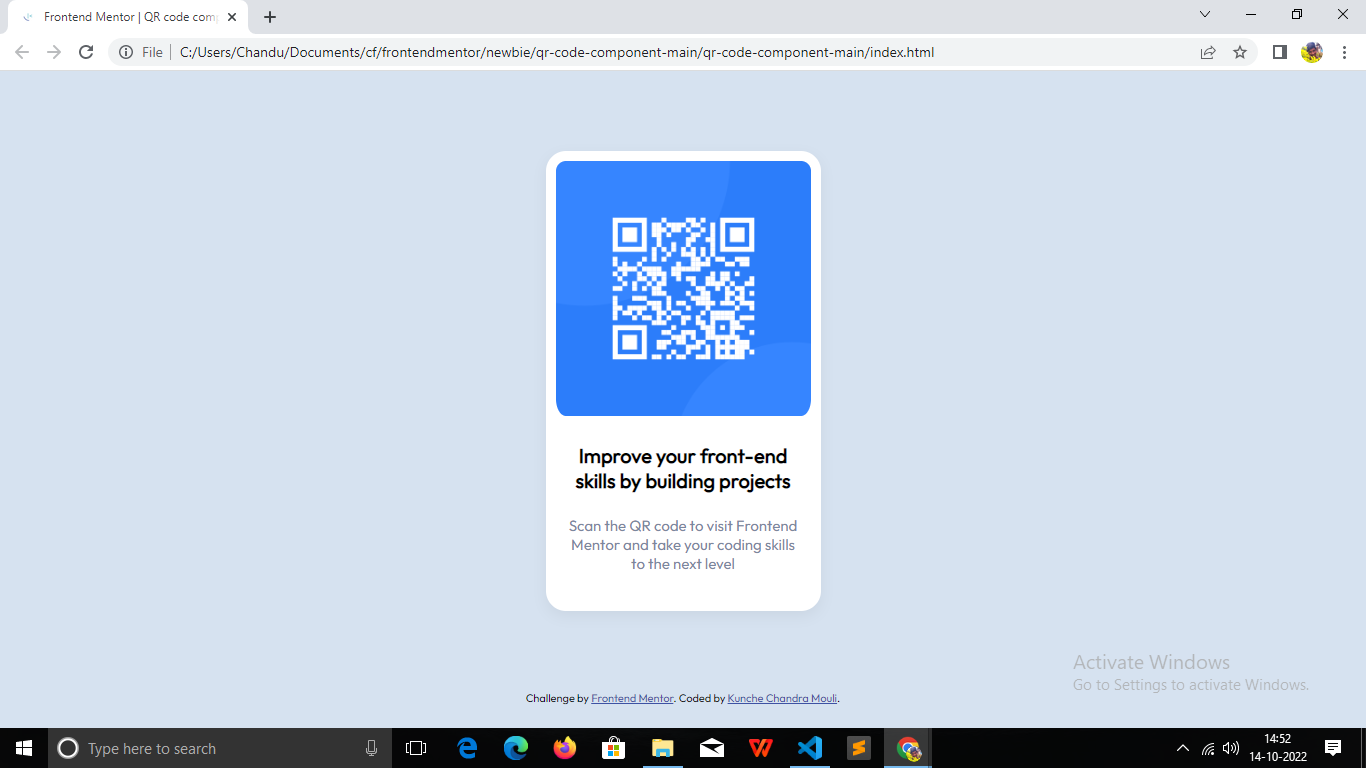 Frontend Mentor | QR code com
File
C:/Users/Chandu/Documents/cf/frontendmentor/newbie/qr-code-component-main/qr-code-component-main/index.html
Improve your front-end
skills by building projects
Scan the QR code to visit Frontend
Mentor and take your coding skills
to the next level
Activate Windows
Go to Settings to activate Windows.
Challenge by Frontend Mentor. Coded by Kunche Chandra Mouli.
Type here to search
14:52
14-10-2022